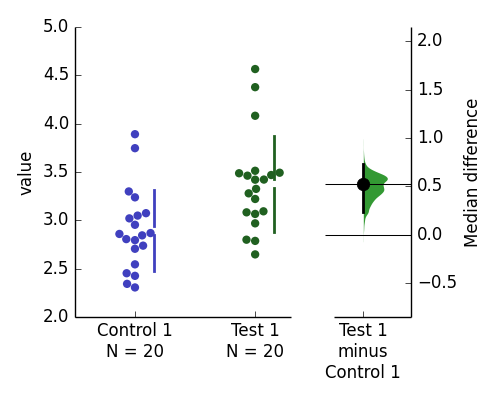 5.0
4.5
4.0
3.5
3.0
2.5
2.0
value
Control 1
N = 20
Test 1
N = 20
2.0
1.5
1.0
0.5
0.0
−0.5
Median difference
Test 1
minus
Control 1